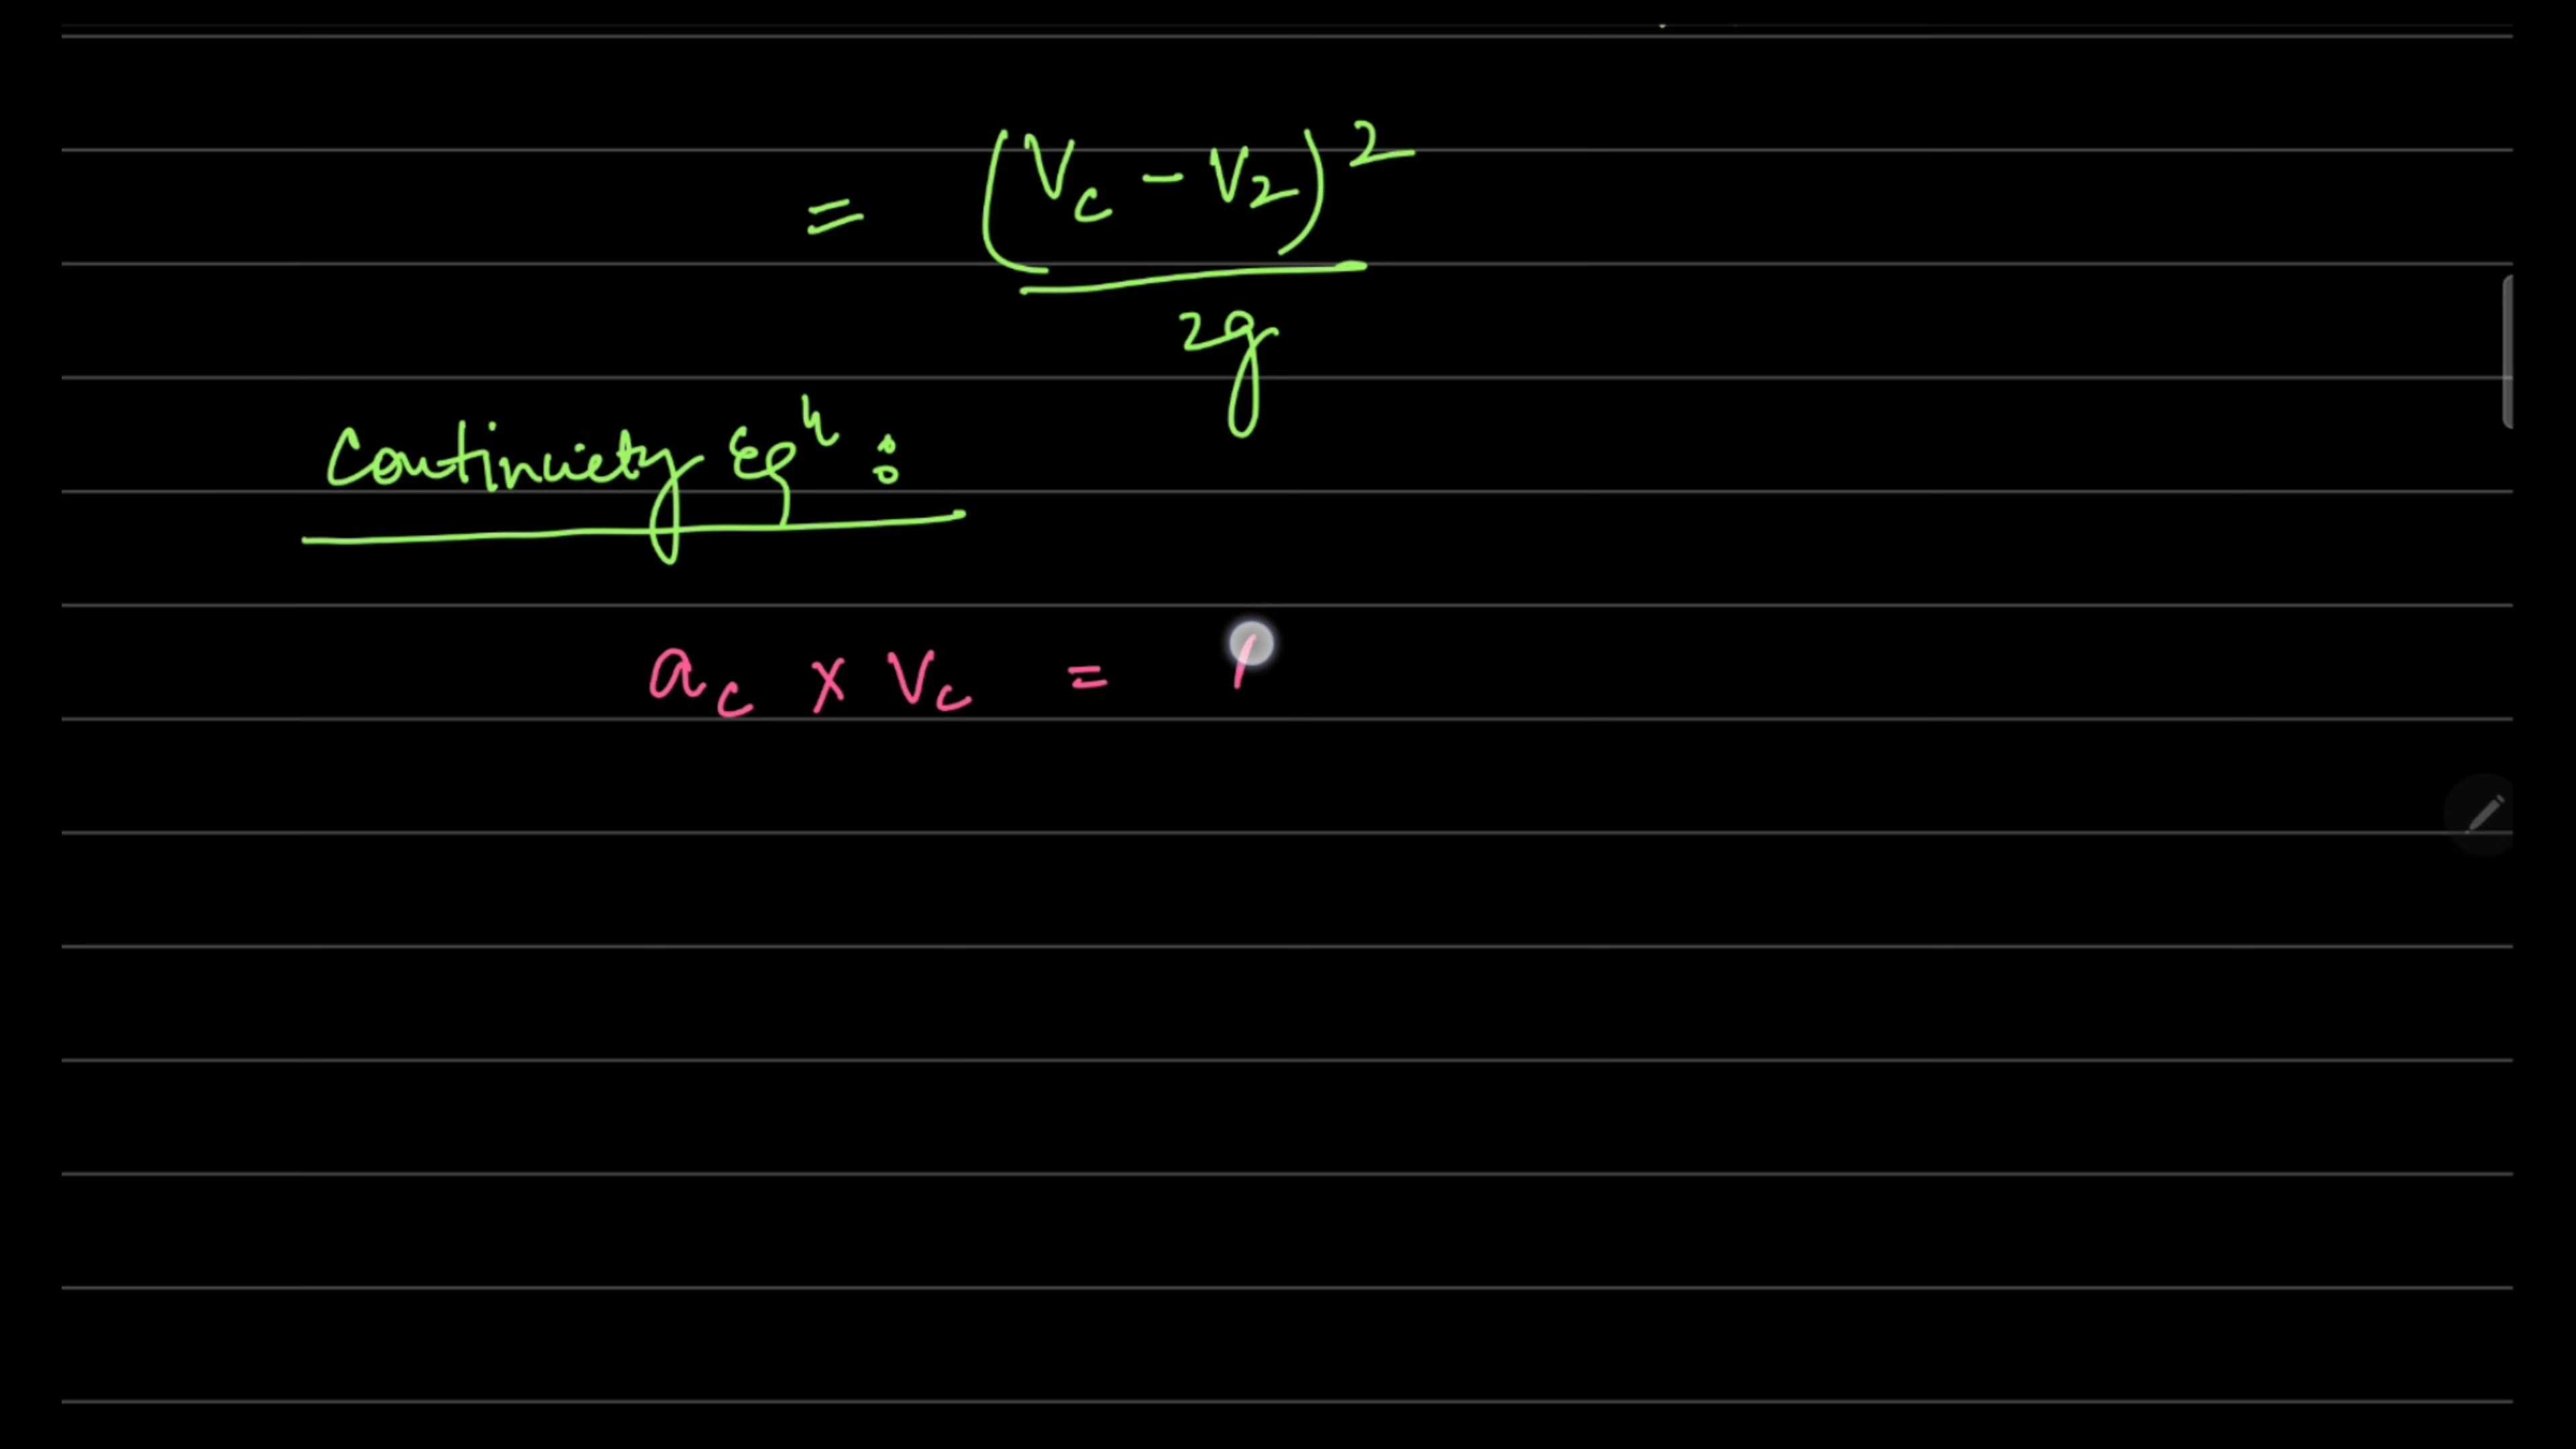 = (Vc - V2)²
2g
Continuiety Eqⁿ :
ac x Vc =